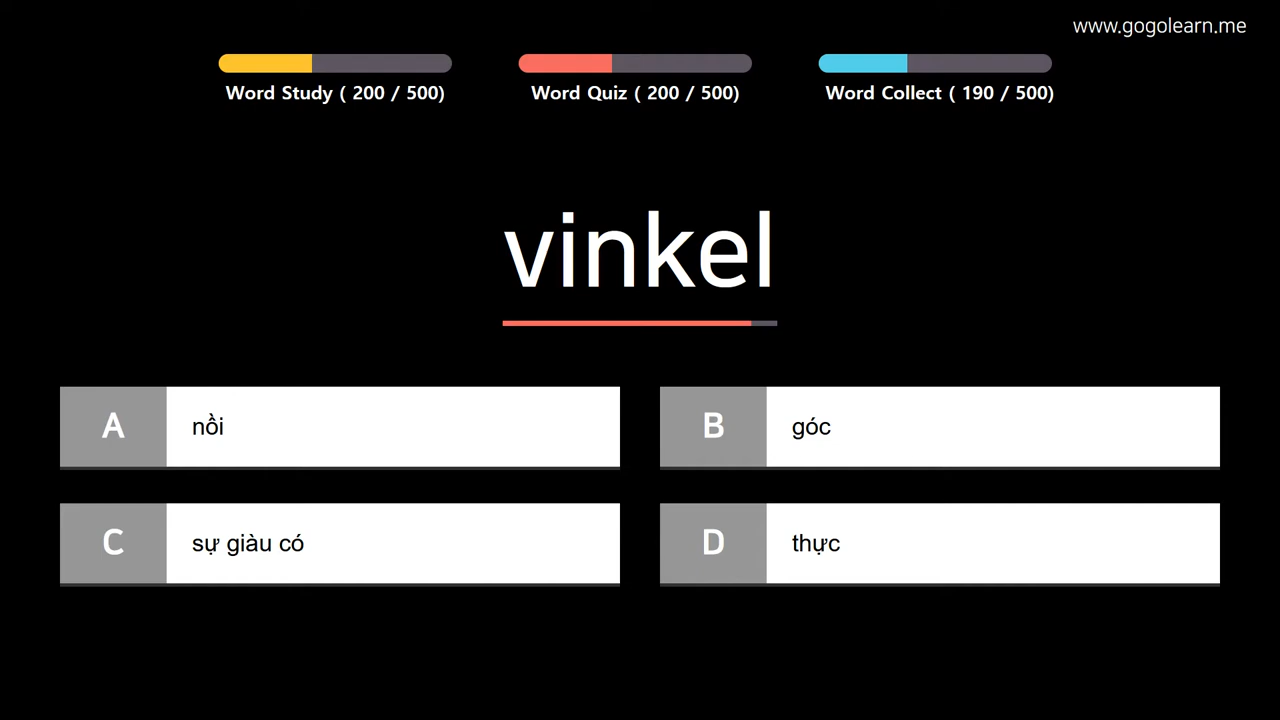 www.gogolearn.me
Word Study ( 200 / 500)
Word Quiz ( 200 / 500)
Word Collect ( 190 / 500)
vinkel
A nồi
B góc
C sự giàu có
D thực